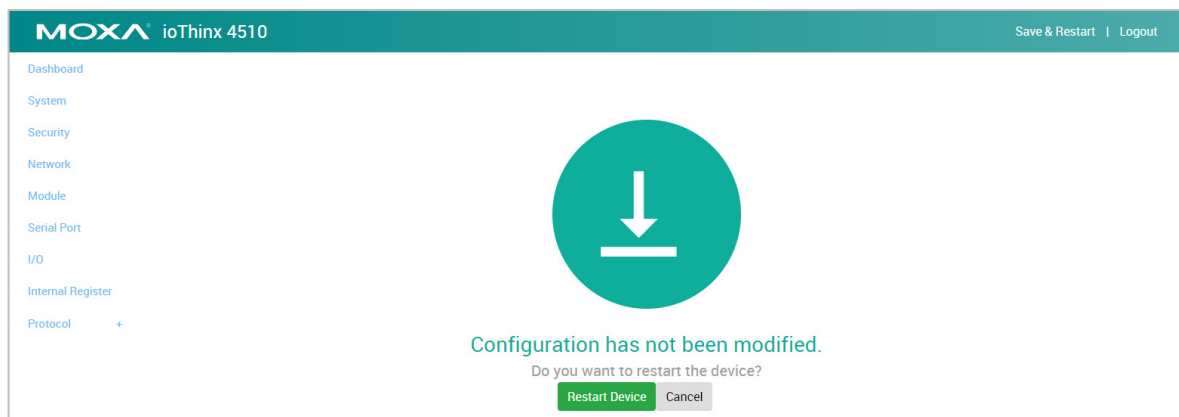 MOXA® ioThinx 4510
Save & Restart | Logout
Dashboard
System
Security
Network
Module
Serial Port
I/O
Internal Register
Protocol +
Configuration has not been modified.
Do you want to restart the device?
Restart Device Cancel